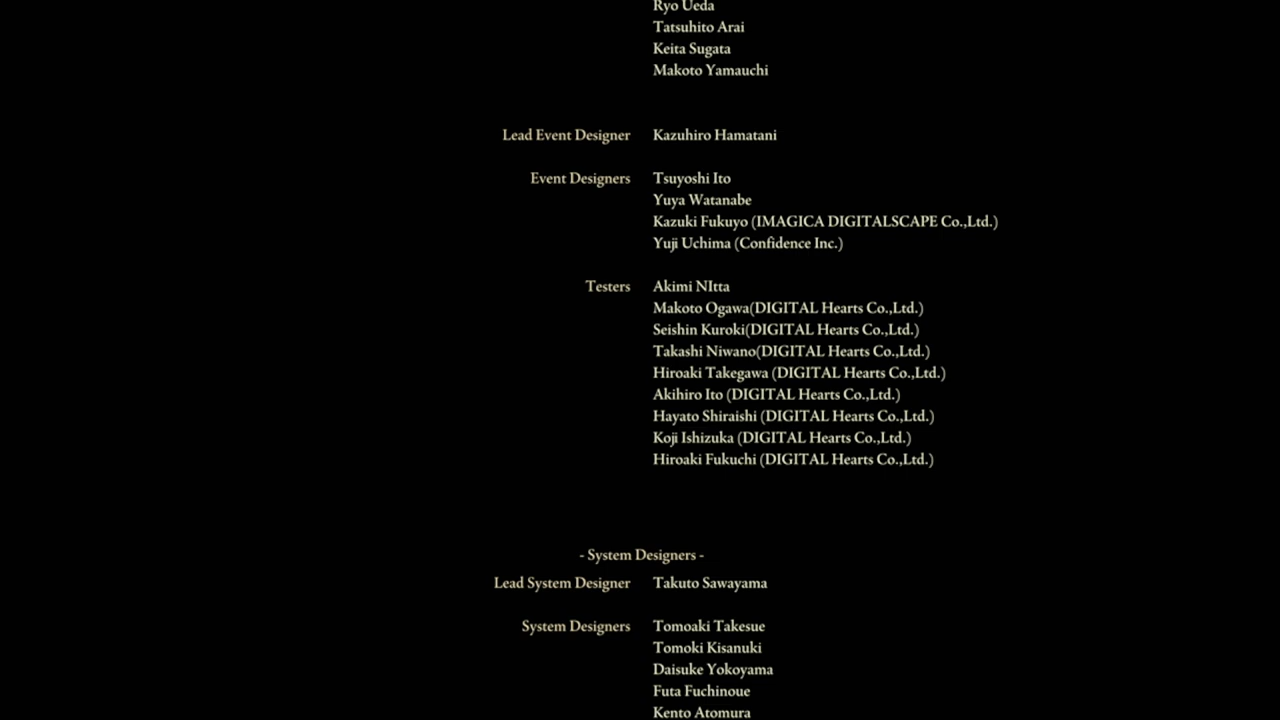 Ryo Ueda
Tatsuhito Arai
Keita Sugata
Makoto Yamauchi
Lead Event Designer Kazuhiro Hamatani
Event Designers Tsuyoshi Ito
Yuya Watanabe
Kazuki Fukuyo (IMAGICA DIGITALSCAPE Co.,Ltd.)
Yuji Uchima (Confidence Inc.)
Testers Akimi NItta
Makoto Ogawa(DIGITAL Hearts Co.,Ltd.)
Seishin Kuroki(DIGITAL Hearts Co.,Ltd.)
Takashi Niwano(DIGITAL Hearts Co.,Ltd.)
Hiroaki Takegawa (DIGITAL Hearts Co.,Ltd.)
Akihiro Ito (DIGITAL Hearts Co.,Ltd.)
Hayato Shiraishi (DIGITAL Hearts Co.,Ltd.)
Koji Ishizuka (DIGITAL Hearts Co.,Ltd.)
Hiroaki Fukuchi (DIGITAL Hearts Co.,Ltd.)
- System Designers -
Lead System Designer Takuto Sawayama
System Designers Tomoaki Takesue
Tomoki Kisanuki
Daisuke Yokoyama
Futa Fuchinoue
Kento Atomura